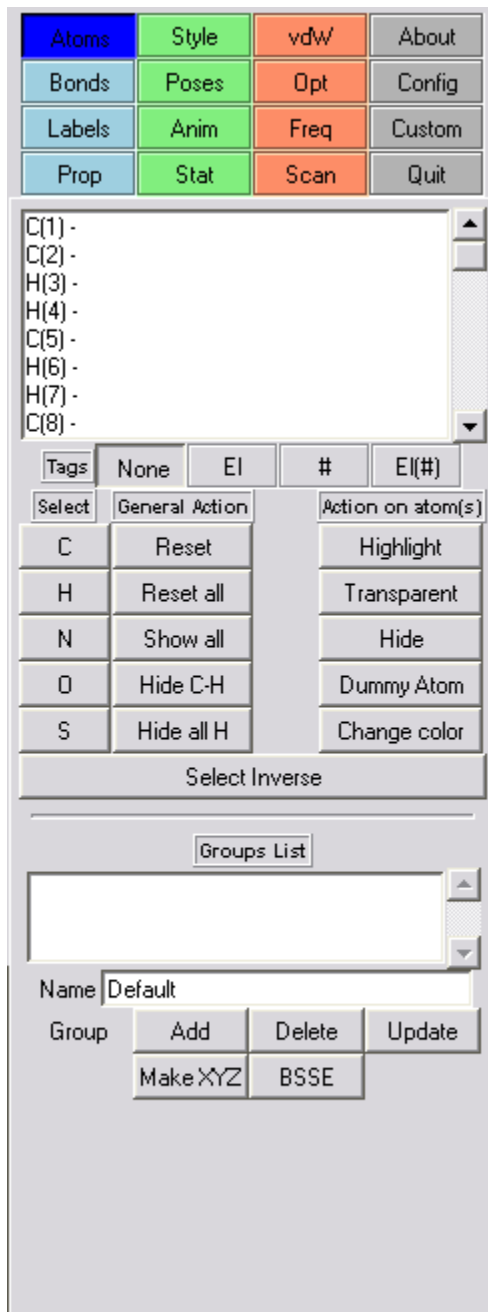 Atoms Style vdW About
Bonds Poses Opt Config
Labels Anim Freq Custom
Prop Stat Scan Quit
C(1) -
C(2) -
H(3) -
H(4) -
C(5) -
H(6) -
H(7) -
C(8) -
Tags None El # El(#)
Select General Action Action on atom(s)
C Reset Highlight
H Reset all Transparent
N Show all Hide
O Hide C-H Dummy Atom
S Hide all H Change color
Select Inverse
Groups List
Name Default
Group Add Delete Update
Make XYZ BSSE